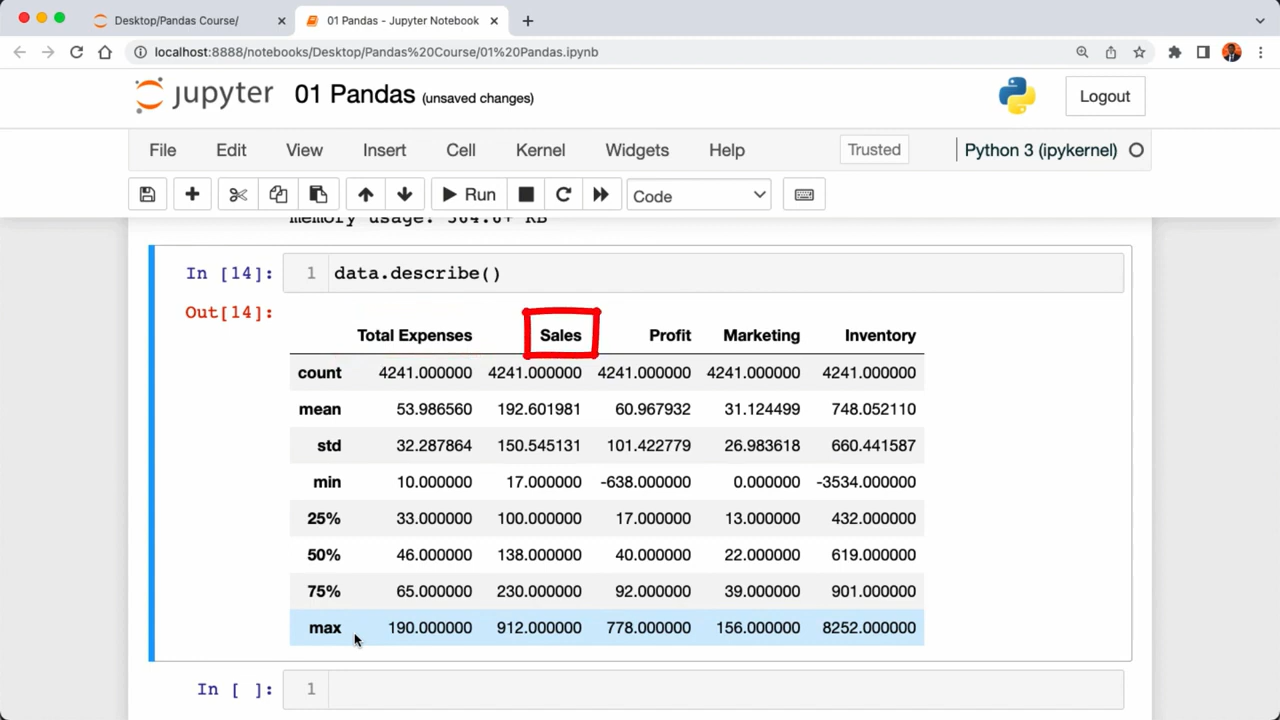 Desktop/Pandas Course/
01 Pandas - Jupyter Notebook
localhost:8888/notebooks/Desktop/Pandas%20Course/01%20Pandas.ipynb
jupyter 01 Pandas (unsaved changes)
Logout
File Edit View Insert Cell Kernel Widgets Help Trusted Python 3 (ipykernel)
Run Code
memory usage: KB
In [14]: 1 data.describe()
Out[14]:
Total Expenses Sales Profit Marketing Inventory
count 4241.000000 4241.000000 4241.000000 4241.000000 4241.000000
mean 53.986560 192.601981 60.967932 31.124499 748.052110
std 32.287864 150.545131 101.422779 26.983618 660.441587
min 10.000000 17.000000 -638.000000 0.000000 -3534.000000
25% 33.000000 100.000000 17.000000 13.000000 432.000000
50% 46.000000 138.000000 40.000000 22.000000 619.000000
75% 65.000000 230.000000 92.000000 39.000000 901.000000
max 190.000000 912.000000 778.000000 156.000000 8252.000000
In [ ]: 1